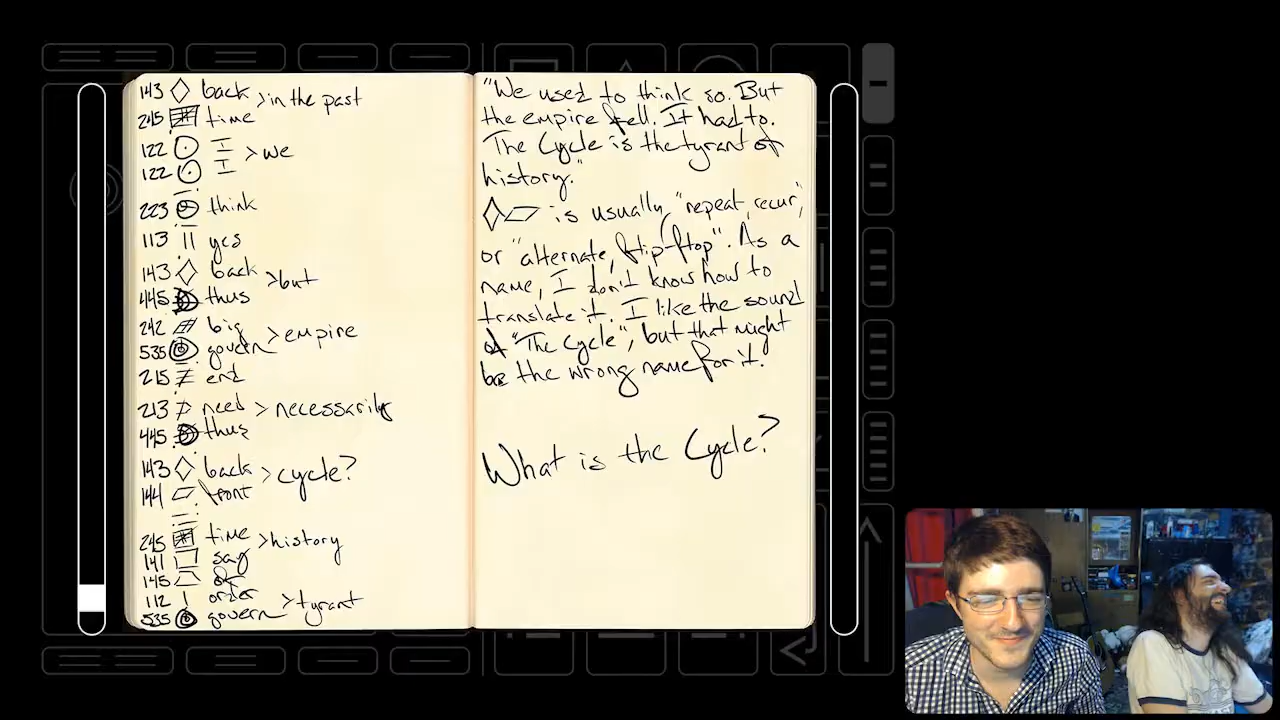 143 back
>in the past
245 time
122 I
>we
122 I
223 think
113 yes
143 back
>but
445 thus
242 big
>empire
535 govern
215 end
213 need
>necessarily
445 thus
143 back
>cycle?
144 front
245 time
>history
141 say
145 of
112 order
>tyrant
535 govern
"We used to think so. But
the empire fell. It had to.
The Cycle is the tyrant of
history."
is usually "repeat, recur,"
or "alternate, flip-flop". As a
name, I don't know how to
translate it. I like the sound
of "The Cycle", but that might
be the wrong name for it.
What is the Cycle?